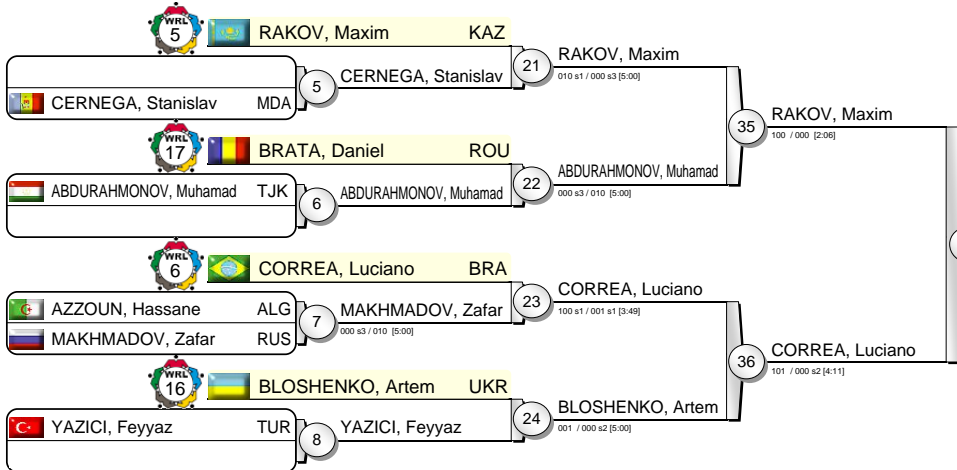 WRL
5
RAKOV, Maxim KAZ
CERNEGA, Stanislav MDA
5
CERNEGA, Stanislav
21
RAKOV, Maxim
010 s1 / 000 s3 [5:00]
WRL
17
BRATA, Daniel ROU
ABDURAHMONOV, Muhamad TJK
6
ABDURAHMONOV, Muhamad
22
ABDURAHMONOV, Muhamad
000 s3 / 010 [5:00]
35
RAKOV, Maxim
100 / 000 [2:06]
WRL
6
CORREA, Luciano BRA
AZZOUN, Hassane ALG
MAKHMADOV, Zafar RUS
7
MAKHMADOV, Zafar
000 s3 / 010 [5:00]
23
CORREA, Luciano
100 s1 / 001 s1 [3:49]
WRL
16
BLOSHENKO, Artem UKR
YAZICI, Feyyaz TUR
8
YAZICI, Feyyaz
24
BLOSHENKO, Artem
001 / 000 s2 [5:00]
36
CORREA, Luciano
101 / 000 s2 [4:11]